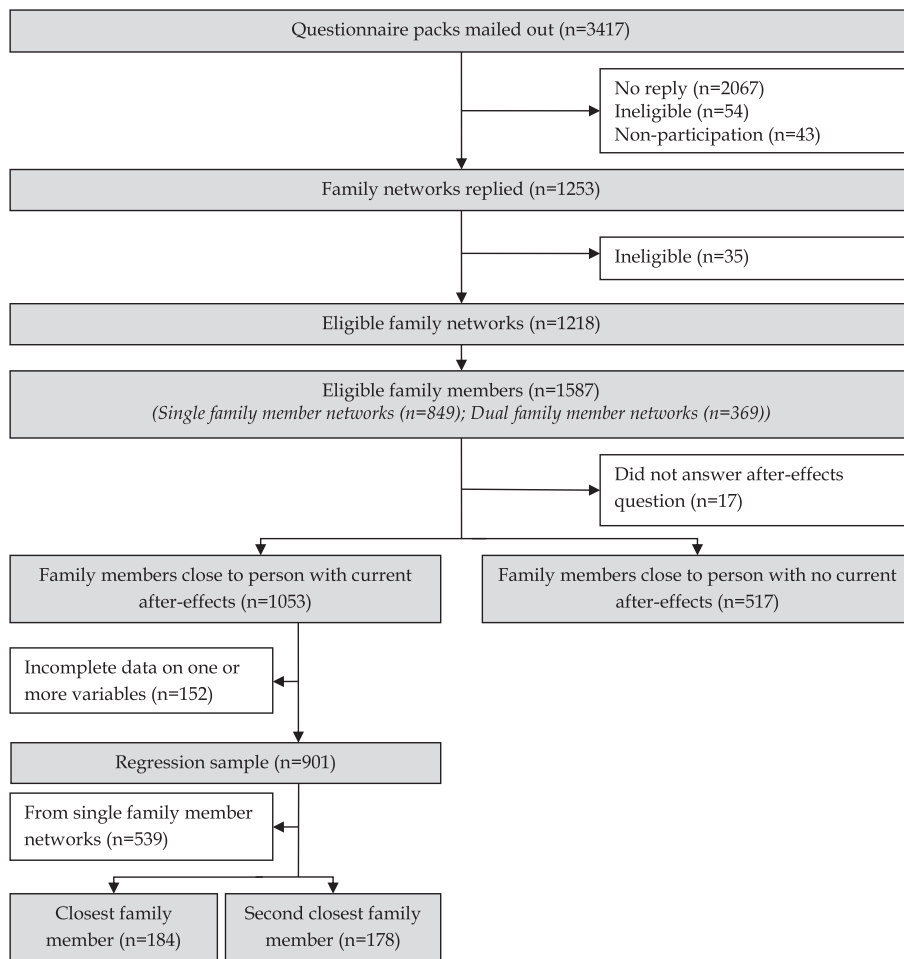 Questionnaire packs mailed out (n=3417)
No reply (n=2067)
Ineligible (n=54)
Non-participation (n=43)
Family networks replied (n=1253)
Ineligible (n=35)
Eligible family networks (n=1218)
Eligible family members (n=1587)
(Single family member networks (n=849); Dual family member networks (n=369))
Did not answer after-effects
question (n=17)
Family members close to person with current
after-effects (n=1053)
Family members close to person with no current
after-effects (n=517)
Incomplete data on one or
more variables (n=152)
Regression sample (n=901)
From single family member
networks (n=539)
Closest family
member (n=184)
Second closest family
member (n=178)